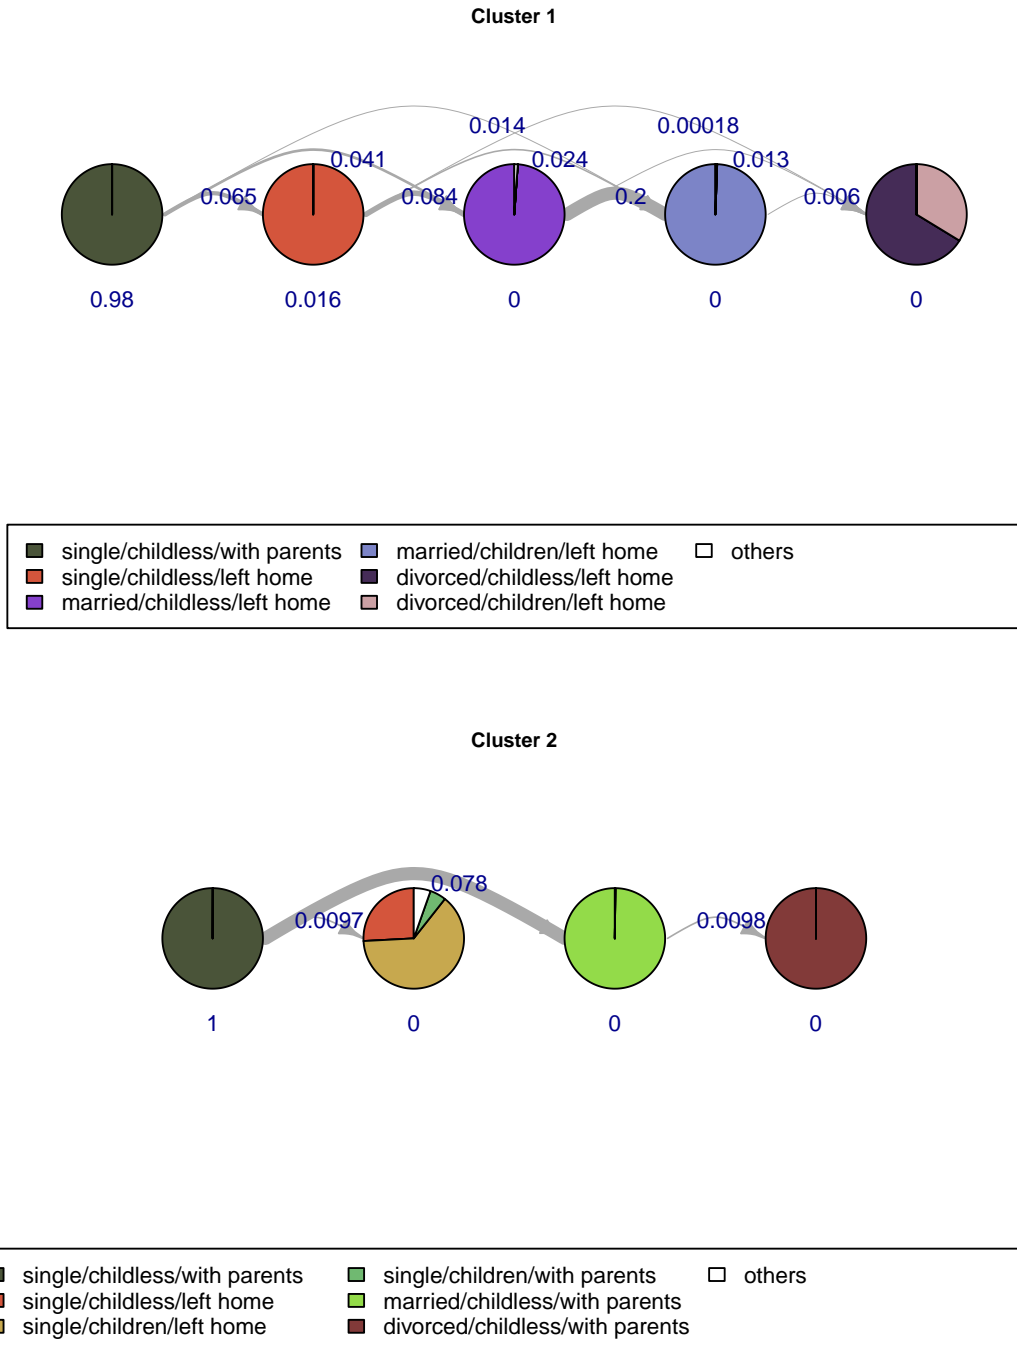 Cluster 1
0.014 0.00018
0.041 0.024 0.013
0.065 0.084 0.2 0.006
0.98 0.016 0 0 0
single/childless/with parents married/children/left home others
single/childless/left home divorced/childless/left home
married/childless/left home divorced/children/left home
Cluster 2
0.078
0.0097 0.0098
1 0 0 0
single/childless/with parents single/children/with parents others
single/childless/left home married/childless/with parents
single/children/left home divorced/childless/with parents